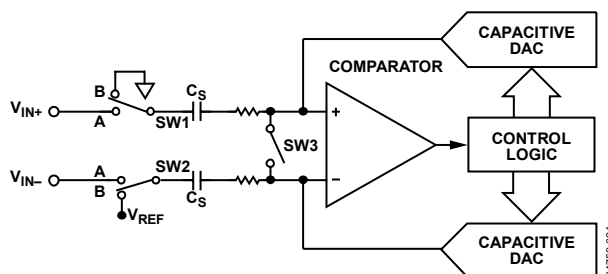 CAPACITIVE
DAC
COMPARATOR
B
CS
VIN+
A
SW1
+
SW3
CONTROL
LOGIC
VIN–
A
SW2
–
B
CS
VREF
CAPACITIVE
DAC